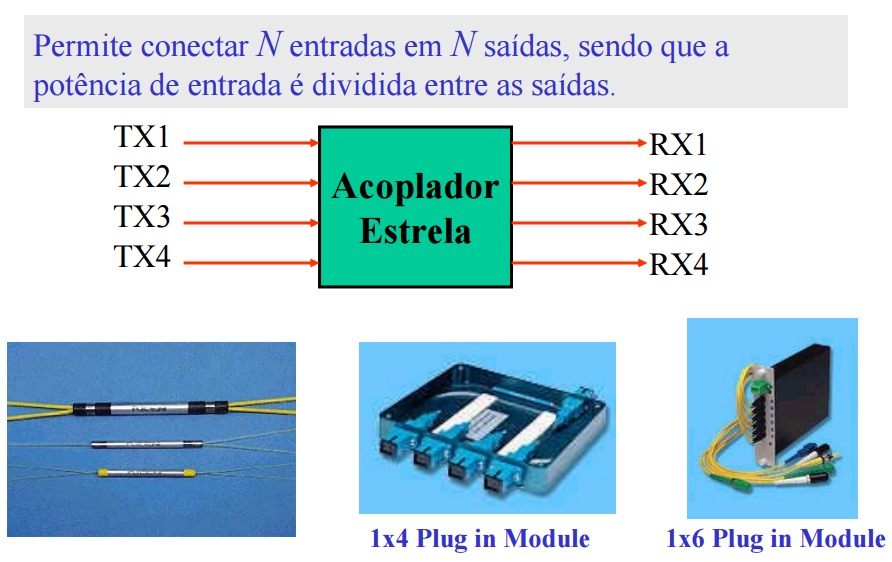 Permite conectar N entradas em N saídas, sendo que a
potência de entrada é dividida entre as saídas.
TX1
TX2
TX3
TX4
Acoplador
Estrela
RX1
RX2
RX3
RX4
1x4 Plug in Module
1x6 Plug in Module